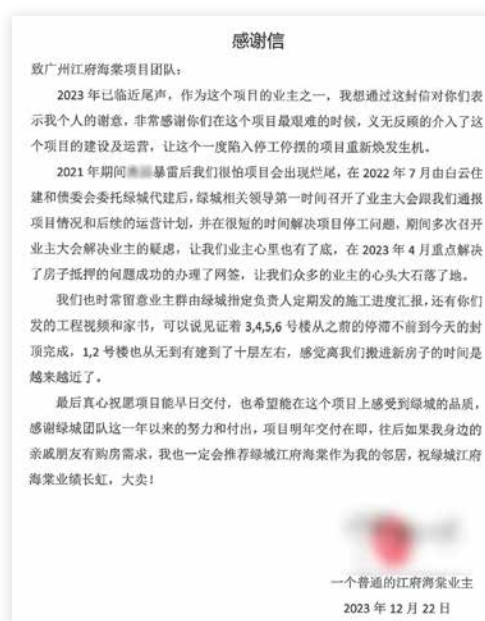 感谢信
致广州江府海棠项目团队：
2023 年已临近尾声，作为这个项目的业主之一，我想通过这封信对你们表
示我个人的谢意，非常感谢你们在这个项目最艰难的时候，义无反顾的介入了这
个项目的建设及运营，让这个一度陷入停工停摆的项目重新焕发生机。
2021 年期间暴雷后我们很怕项目会出现烂尾，在 2022 年 7 月由白云住
建和债委会委托绿城代建后，绿城相关领导第一时间召开了业主大会跟我们通报
项目情况和后续的运营计划，并在很短的时间解决项目停工问题，期间多次召开
业主大会解决业主的疑虑，让我们业主心里也有了底，在 2023 年 4 月重点解决
了房子抵押的问题成功的办理了网签，让我们众多的业主的心头大石落了地。
我们也时常留意业主群由绿城指定负责人定期发的施工进度汇报，还有你们
发的工程视频和家书，可以说见证着 3,4,5,6 号楼从之前的停滞不前到今天的封
顶完成，1,2 号楼也从无到有建到了十层左右，感觉离我们搬进新房子的时间是
越来越近了。
最后真心祝愿项目能早日交付，也希望能在这个项目上感受到绿城的品质，
感谢绿城团队这一年以来的努力和付出，项目明年交付在即，往后如果我身边的
亲戚朋友有购房需求，我也一定会推荐绿城江府海棠作为我的邻居，祝绿城江府
海棠业绩长虹，大卖！
一个普通的江府海棠业主
2023 年 12 月 22 日